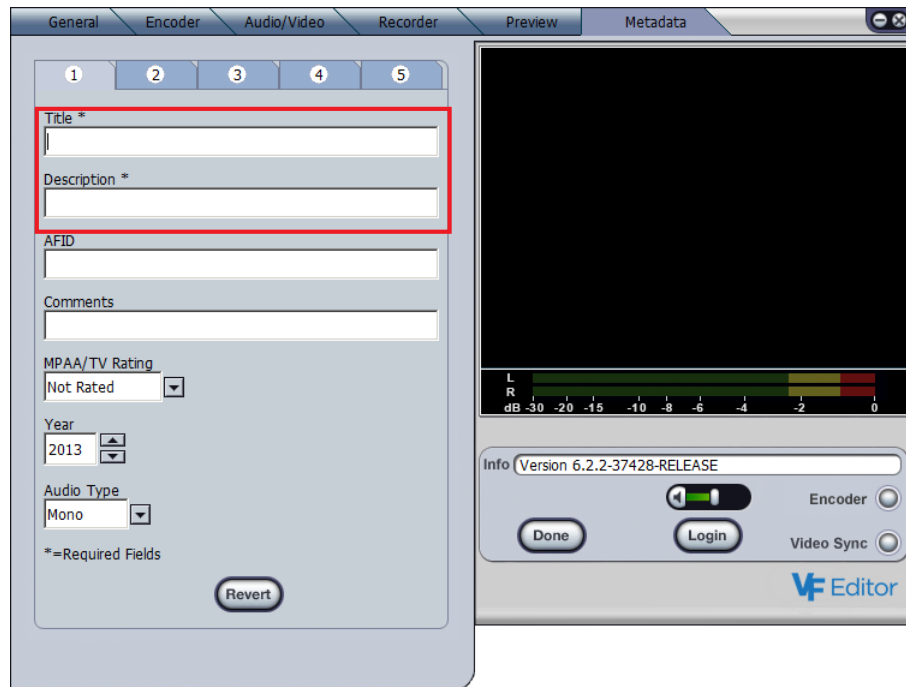 General Encoder Audio/Video Recorder Preview Metadata
1 2 3 4 5
Title *
Description *
AFID
Comments
MPAA/TV Rating
Not Rated
Year
2013
Audio Type
Mono
*=Required Fields
Revert
L
R
dB -30 -20 -15 -10 -8 -6 -4 -2 0
Info Version 6.2.2-37428-RELEASE
Encoder
Done Login Video Sync
VF Editor